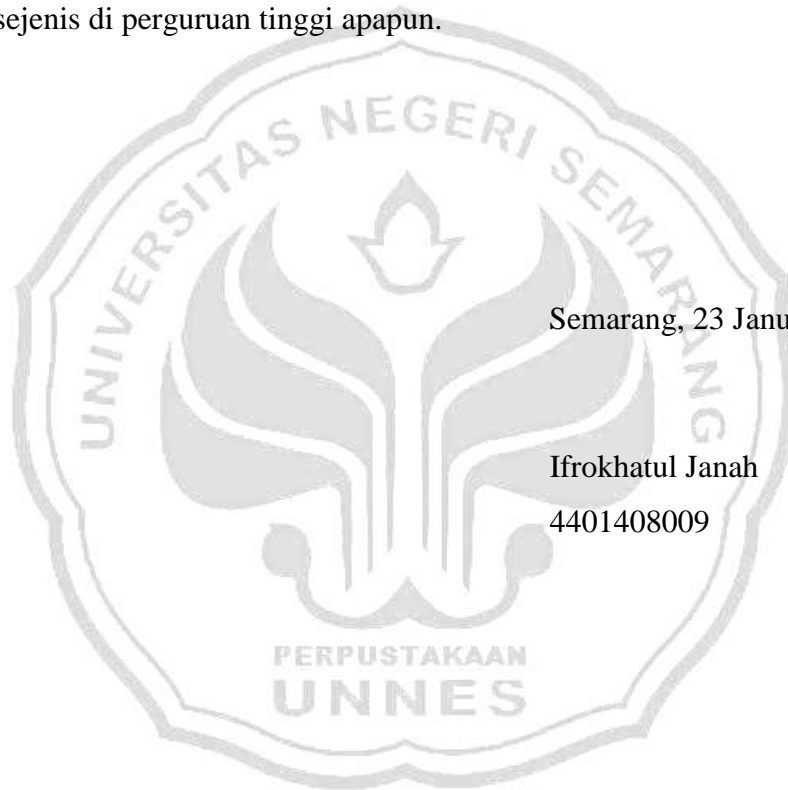 sejenis di perguruan tinggi apapun.
UNIVERSITAS NEGERI SEMARANG
Semarang, 23 Janu
Ifrokhatul Janah
4401408009
PERPUSTAKAAN
UNNES